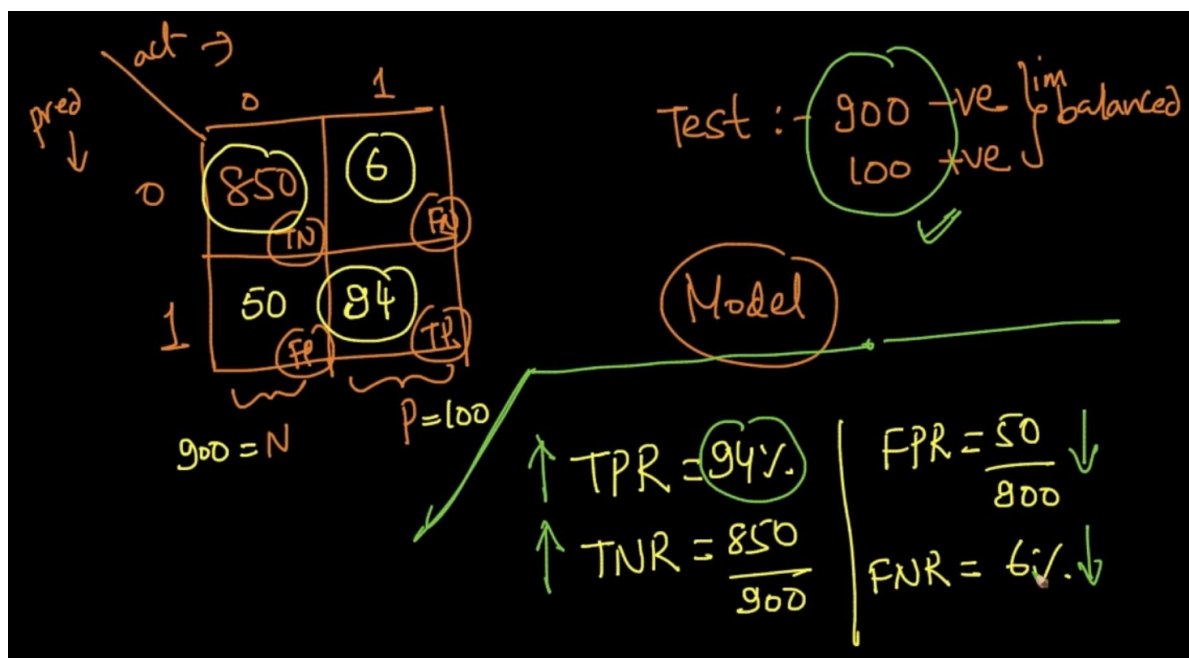 act →
pred ↓
0 1
0 850 6
TN FN
1 50 94
FP TP
900 = N P=100
Test :- 900 -ve } im
100 +ve balanced
Model
↑ TPR = 94%
↑ TNR = 850
900
FPR = 50 ↓
900
FNR = 6%. ↓